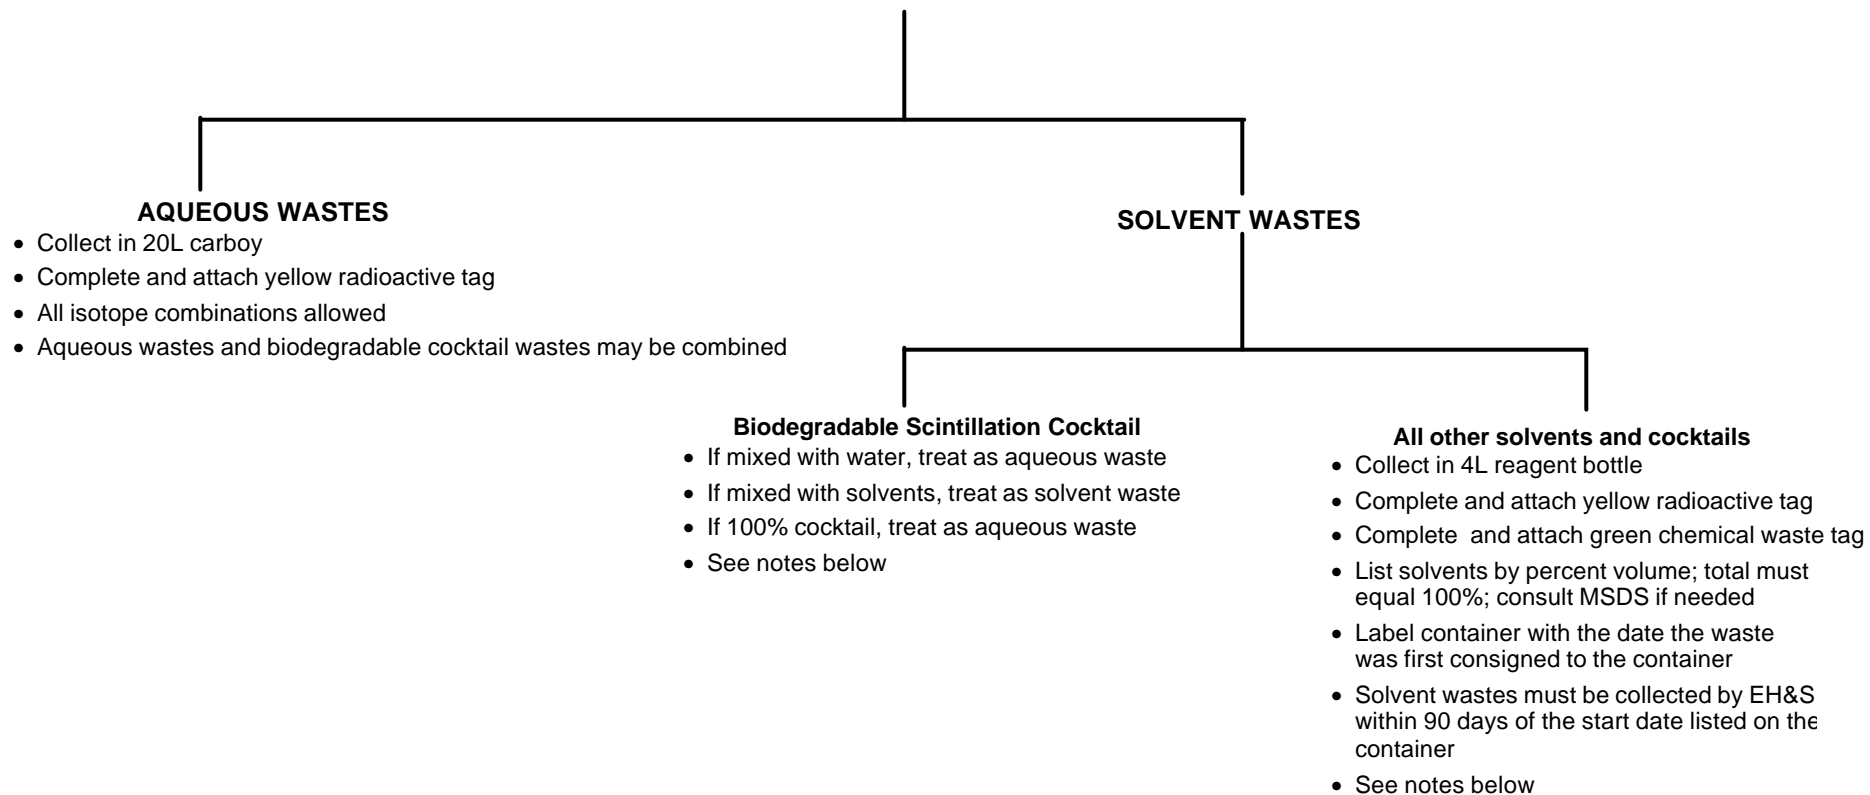 AQUEOUS WASTES
• Collect in 20L carboy
• Complete and attach yellow radioactive tag
• All isotope combinations allowed
• Aqueous wastes and biodegradable cocktail wastes may be combined
SOLVENT WASTES
Biodegradable Scintillation Cocktail
• If mixed with water, treat as aqueous waste
• If mixed with solvents, treat as solvent waste
• If 100% cocktail, treat as aqueous waste
• See notes below
All other solvents and cocktails
• Collect in 4L reagent bottle
• Complete and attach yellow radioactive tag
• Complete and attach green chemical waste tag
• List solvents by percent volume; total must
equal 100%; consult MSDS if needed
• Label container with the date the waste
was first consigned to the container
• Solvent wastes must be collected by EH&S
within 90 days of the start date listed on the
container
• See notes below